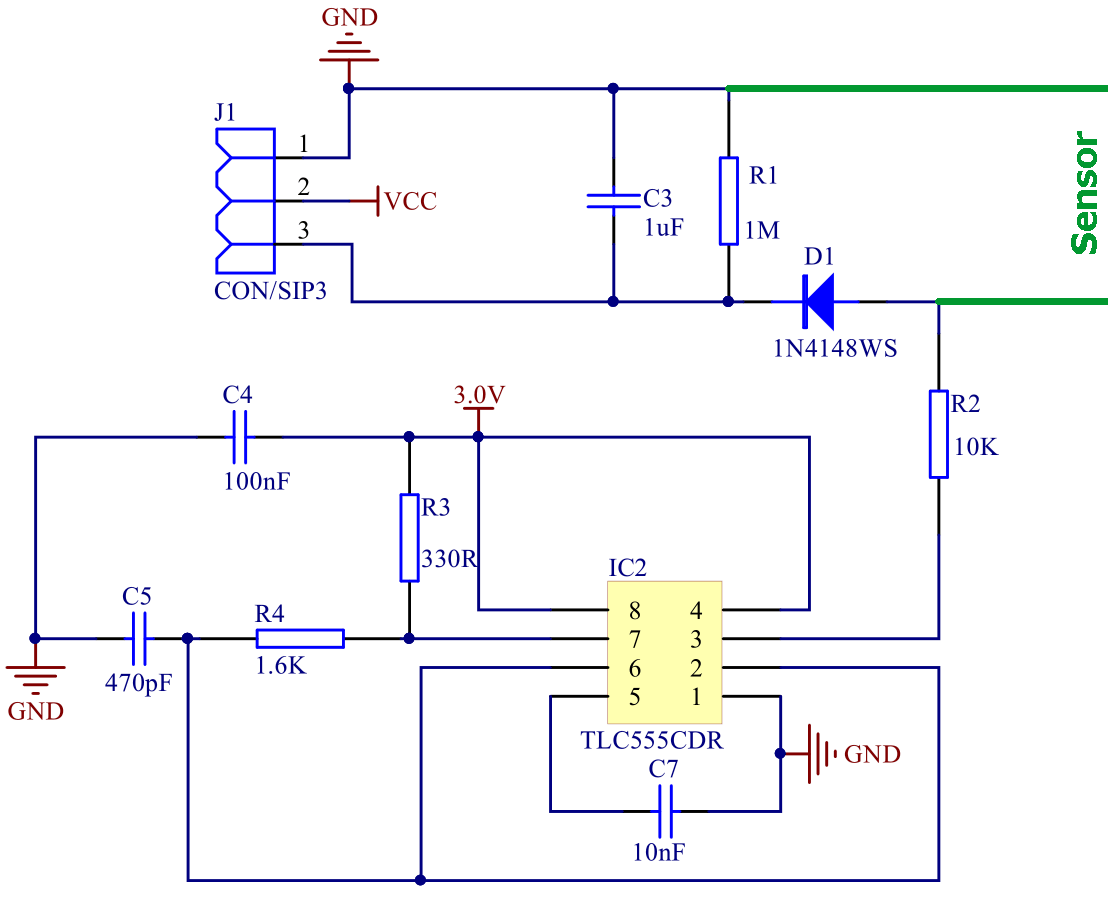 GND
J1
1
2
VCC
3
CON/SIP3
C3
1uF
R1
1M
Sensor
D1
1N4148WS
R2
10K
C4
100nF
3.0V
R3
330R
C5
470pF
R4
1.6K
GND
IC2
8 4
7 3
6 2
5 1
TLC555CDR
GND
C7
10nF